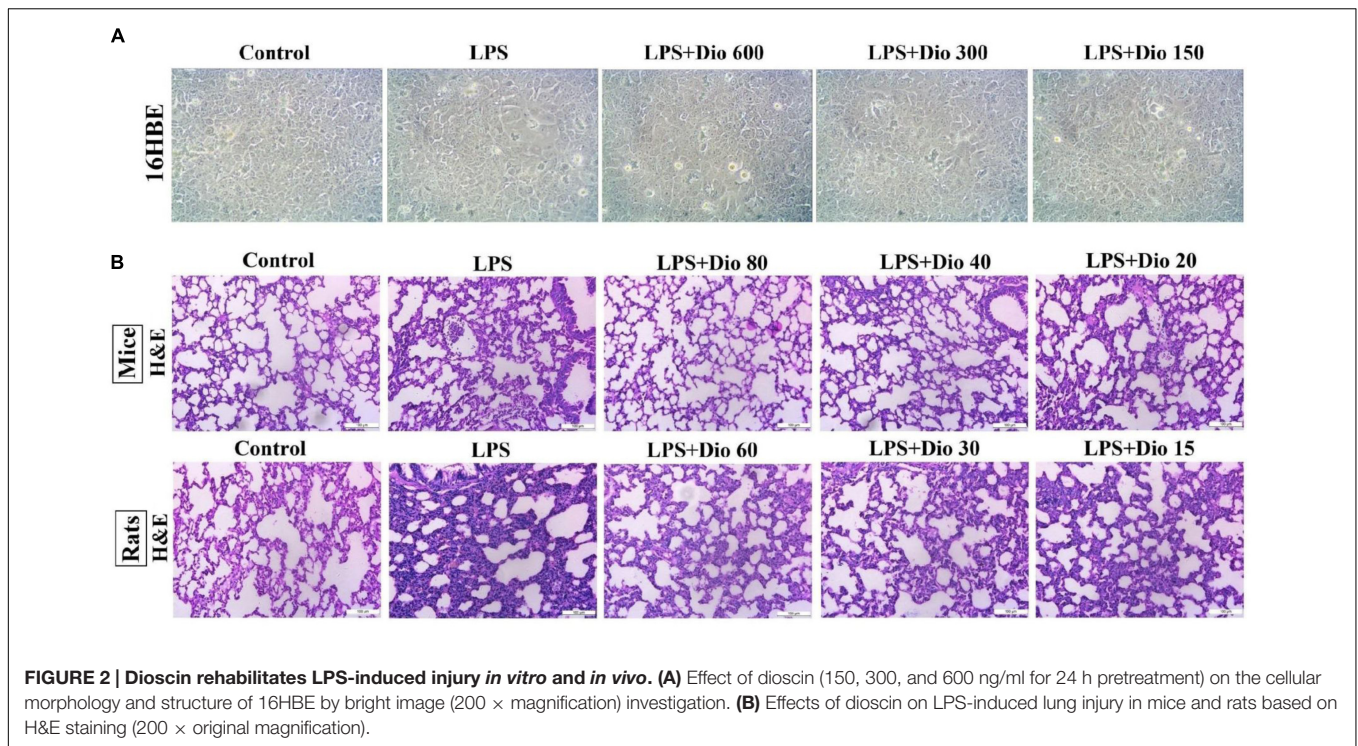 A
Control LPS LPS+Dio 600 LPS+Dio 300 LPS+Dio 150
16HBE
B
Control LPS LPS+Dio 80 LPS+Dio 40 LPS+Dio 20
Mice
H&E
Control LPS LPS+Dio 60 LPS+Dio 30 LPS+Dio 15
Rats
H&E
FIGURE 2 | Dioscin rehabilitates LPS-induced injury in vitro and in vivo. (A) Effect of dioscin (150, 300, and 600 ng/ml for 24 h pretreatment) on the cellular
morphology and structure of 16HBE by bright image (200 × magnification) investigation. (B) Effects of dioscin on LPS-induced lung injury in mice and rats based on
H&E staining (200 × original magnification).